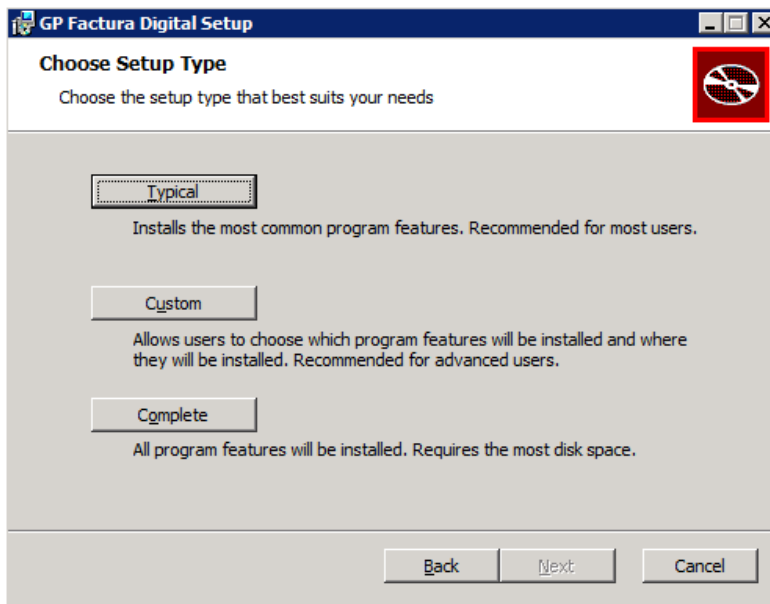 GP Factura Digital Setup
Choose Setup Type
Choose the setup type that best suits your needs
Typical
Installs the most common program features. Recommended for most users.
Custom
Allows users to choose which program features will be installed and where
they will be installed. Recommended for advanced users.
Complete
All program features will be installed. Requires the most disk space.
Back
Next
Cancel